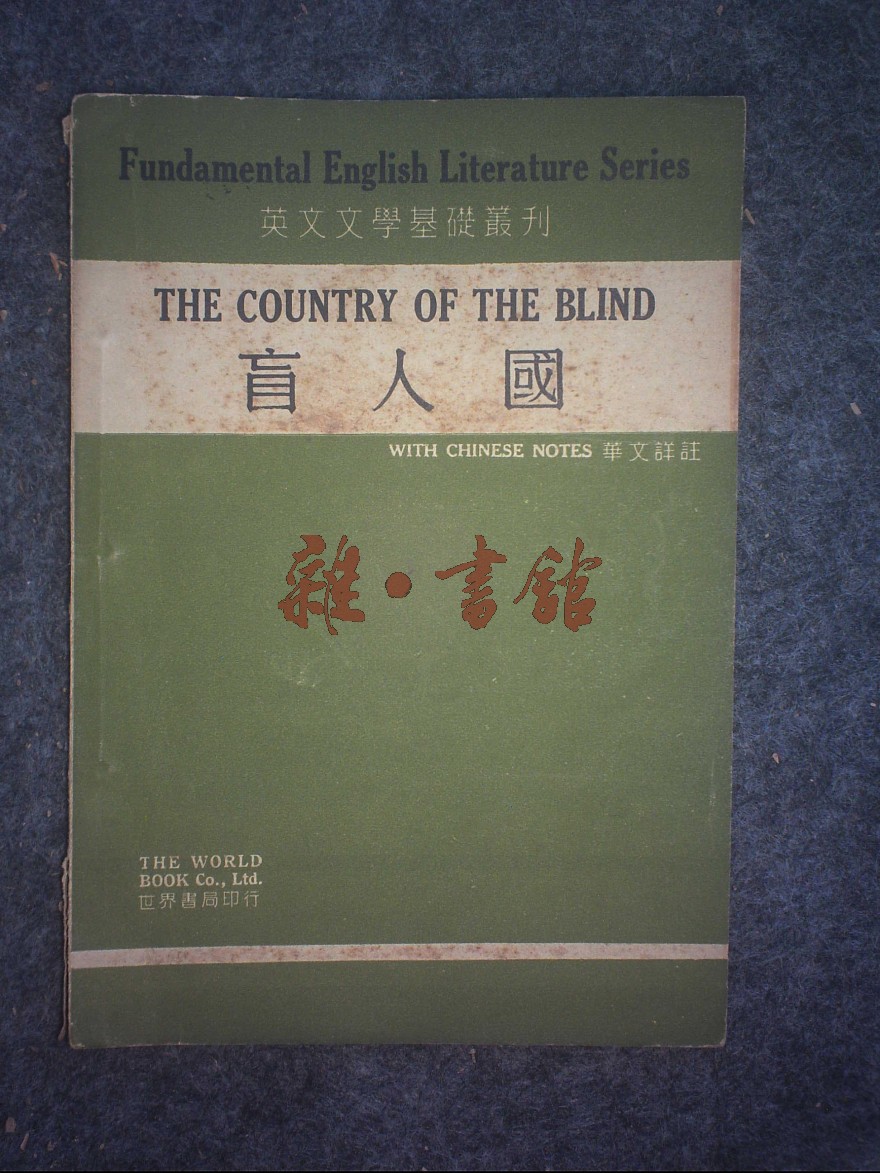 Fundamental English Literature Series
英文文學基礎叢刊
THE COUNTRY OF THE BLIND
盲人國
WITH CHINESE NOTES 華文詳註
雜·書舘
THE WORLD
BOOK Co., Ltd.
世界書局印行